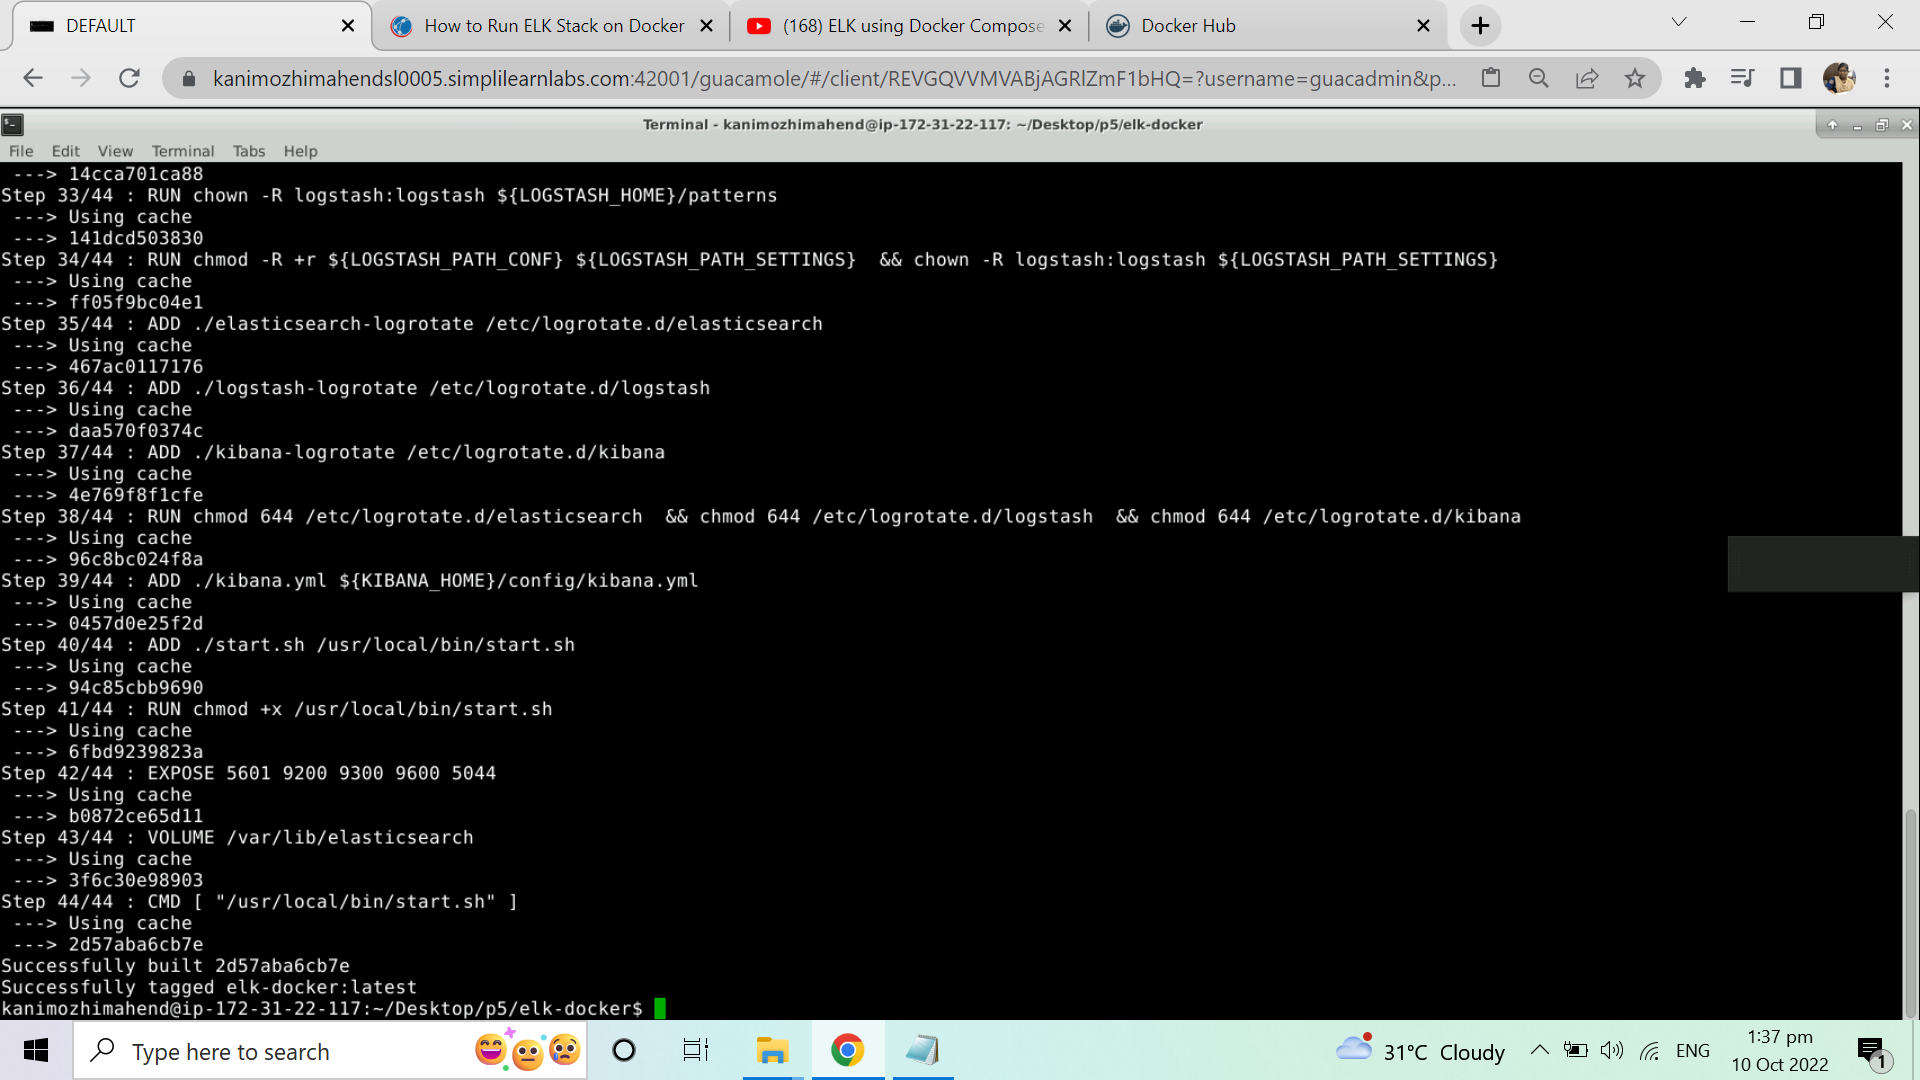 DEFAULT
How to Run ELK Stack on Docker
(168) ELK using Docker Compose
Docker Hub
kanimozhimahendsl0005.simplilearnlabs.com:42001/guacamole/#/client/REVGQVVMVABjAGRlZmF1bHQ=?username=guacadmin&p...
Terminal - kanimozhimahend@ip-172-31-22-117: ~/Desktop/p5/elk-docker
File Edit View Terminal Tabs Help
---> 14cca701ca88
Step 33/44 : RUN chown -R logstash:logstash ${LOGSTASH_HOME}/patterns
---> Using cache
---> 141dcd503830
Step 34/44 : RUN chmod -R +r ${LOGSTASH_PATH_CONF} ${LOGSTASH_PATH_SETTINGS}  && chown -R logstash:logstash ${LOGSTASH_PATH_SETTINGS}
---> Using cache
---> ff05f9bc04e1
Step 35/44 : ADD ./elasticsearch-logrotate /etc/logrotate.d/elasticsearch
---> Using cache
---> 467ac0117176
Step 36/44 : ADD ./logstash-logrotate /etc/logrotate.d/logstash
---> Using cache
---> daa570f0374c
Step 37/44 : ADD ./kibana-logrotate /etc/logrotate.d/kibana
---> Using cache
---> 4e769f8f1cfe
Step 38/44 : RUN chmod 644 /etc/logrotate.d/elasticsearch  && chmod 644 /etc/logrotate.d/logstash  && chmod 644 /etc/logrotate.d/kibana
---> Using cache
---> 96c8bc024f8a
Step 39/44 : ADD ./kibana.yml ${KIBANA_HOME}/config/kibana.yml
---> Using cache
---> 0457d0e25f2d
Step 40/44 : ADD ./start.sh /usr/local/bin/start.sh
---> Using cache
---> 94c85cbb9690
Step 41/44 : RUN chmod +x /usr/local/bin/start.sh
---> Using cache
---> 6fbd9239823a
Step 42/44 : EXPOSE 5601 9200 9300 9600 5044
---> Using cache
---> b0872ce65d11
Step 43/44 : VOLUME /var/lib/elasticsearch
---> Using cache
---> 3f6c30e98903
Step 44/44 : CMD [ "/usr/local/bin/start.sh" ]
---> Using cache
---> 2d57aba6cb7e
Successfully built 2d57aba6cb7e
Successfully tagged elk-docker:latest
kanimozhimahend@ip-172-31-22-117:~/Desktop/p5/elk-docker$
Type here to search
31°C Cloudy
ENG
1:37 pm
10 Oct 2022
1